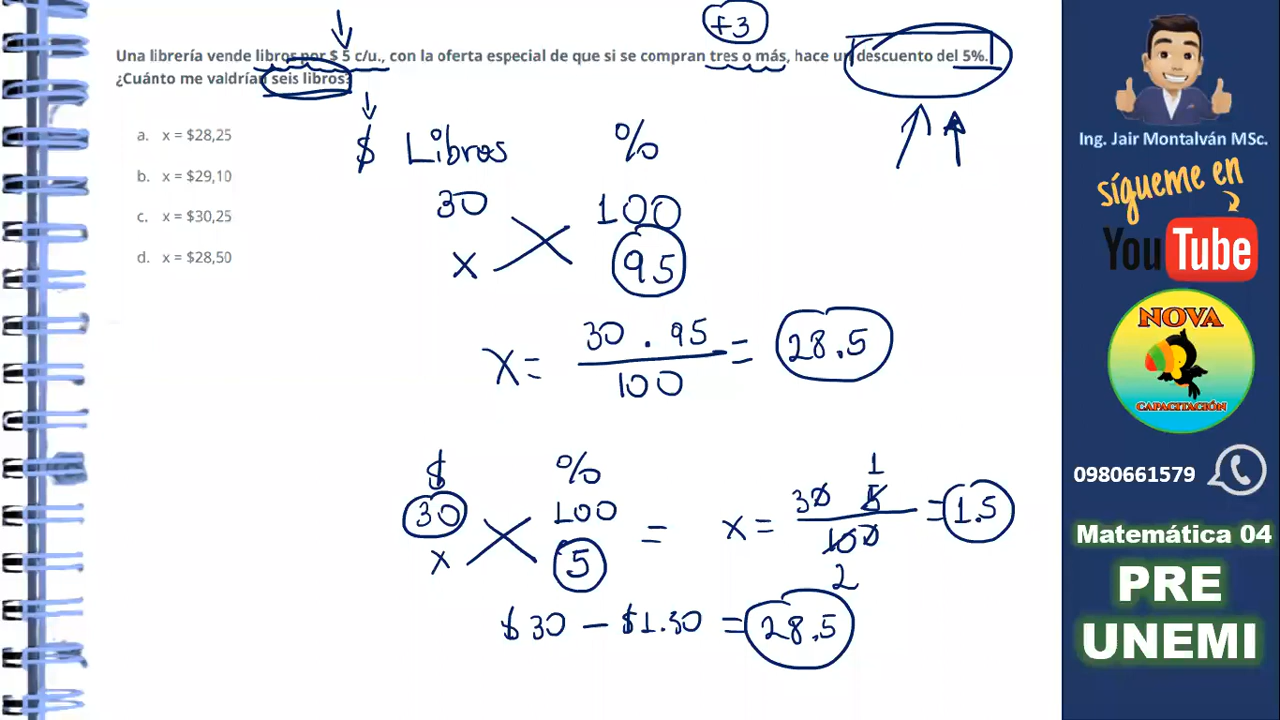 +3
Una librería vende libros por $ 5 c/u., con la oferta especial de que si se compran tres o más, hace un descuento del 5%.
¿Cuánto me valdrían seis libros?
a. x = $28,25
b. x = $29,10
c. x = $30,25
d. x = $28,50
$ Libros %
30 100
x 95
x = 30 . 95 / 100 = 28.5
$ %
30 100
x 5
= x = 30 5 / 100 = 1.5
1
2
$30 – $1.50 = 28.5
Ing. Jair Montalván MSc.
sígueme en
YouTube
NOVA
CAPACITACIÓN
0980661579
Matemática 04
PRE
UNEMI